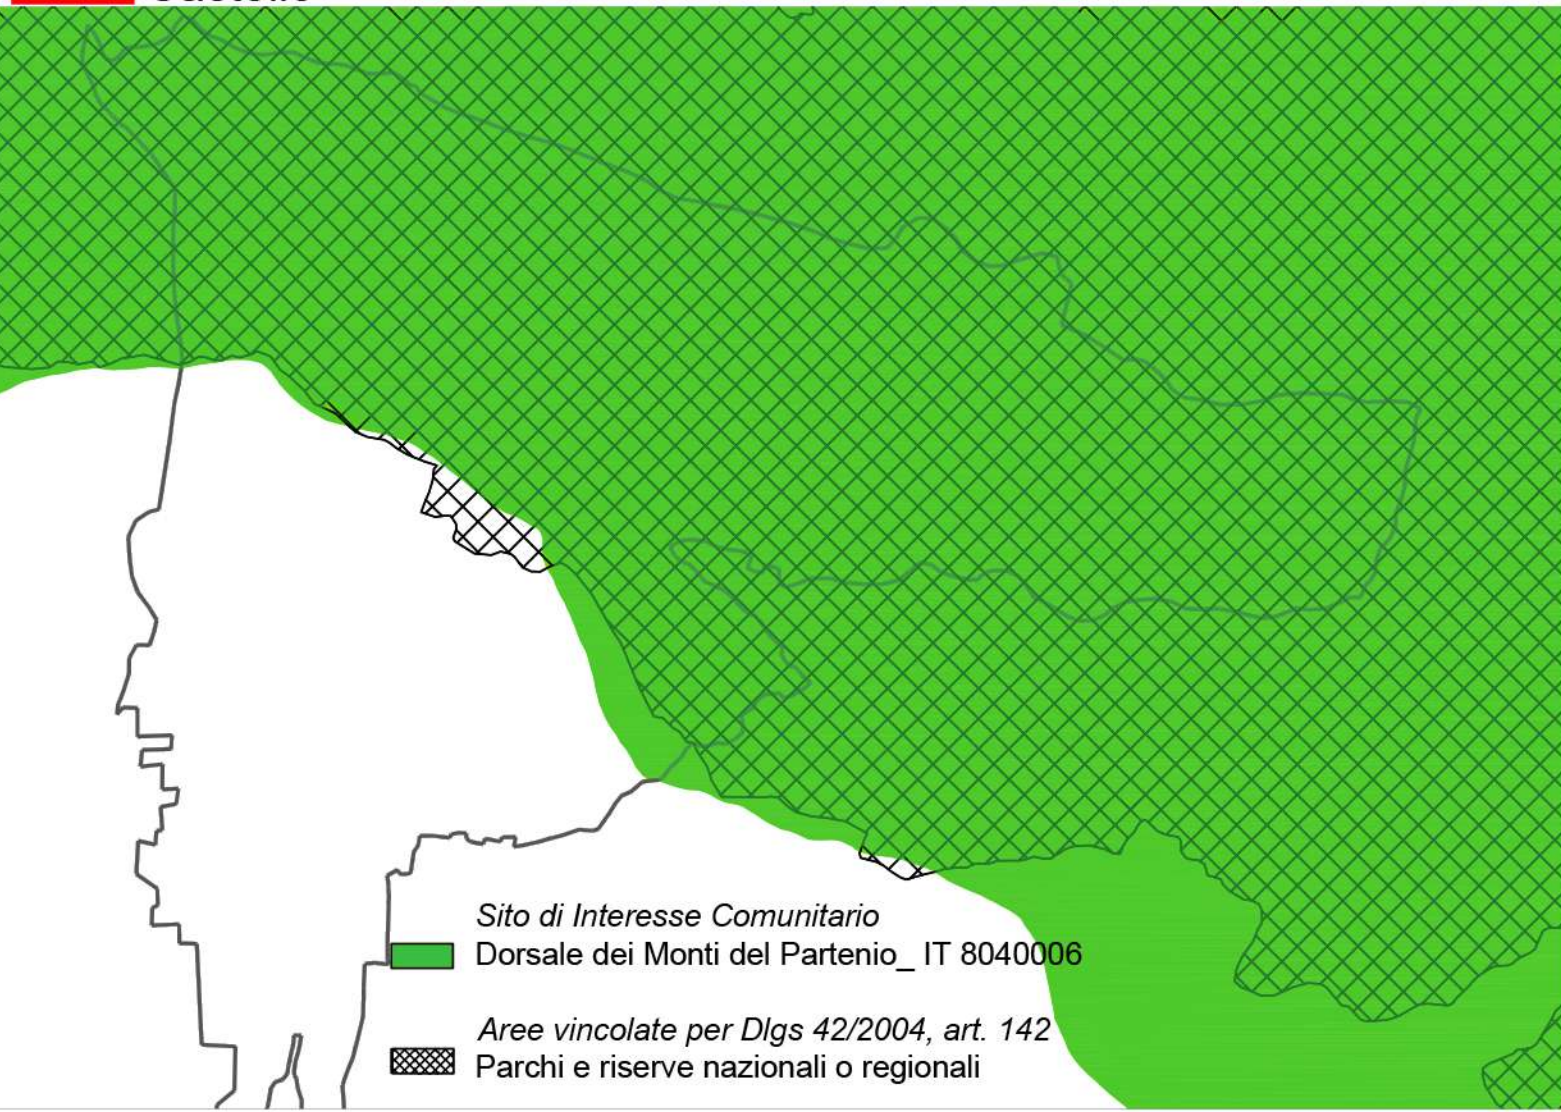 Sito di Interesse Comunitario
Dorsale dei Monti del Partenio_ IT 8040006
Aree vincolate per Dlgs 42/2004, art. 142
Parchi e riserve nazionali o regionali